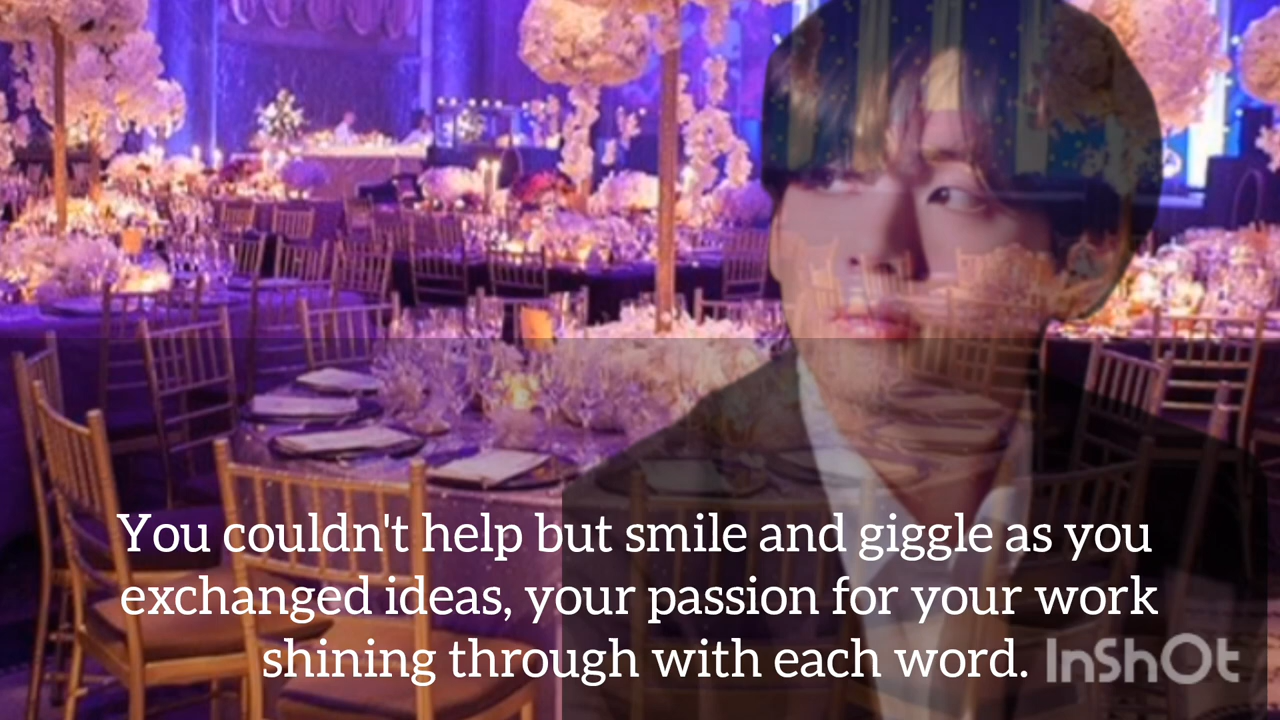 You couldn't help but smile and giggle as you
exchanged ideas, your passion for your work
shining through with each word.
InShOt